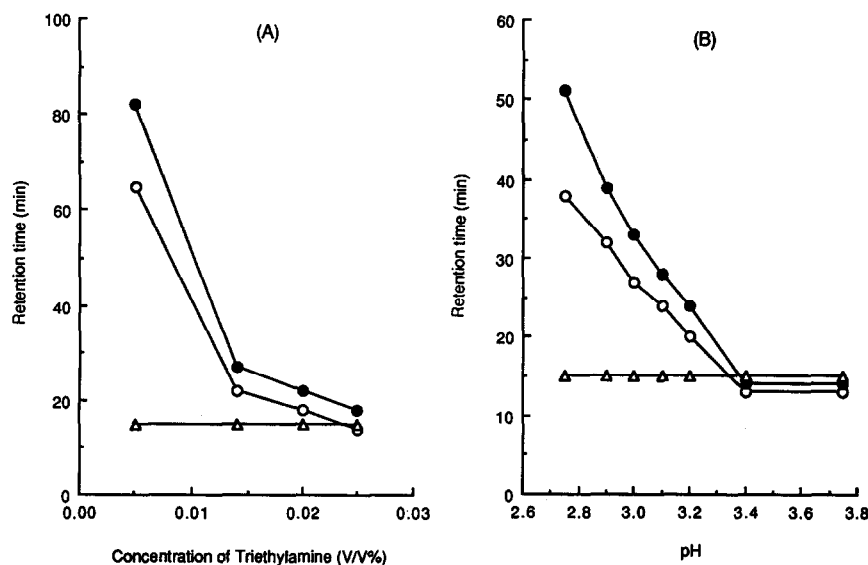 (A)
100
80
60
40
20
0
Retention time (min)
0.00 0.01 0.02 0.03
Concentration of Triethylamine (V/V%)
(B)
60
50
40
30
20
10
0
Retention time (min)
2.6 2.8 3.0 3.2 3.4 3.6 3.8
pH